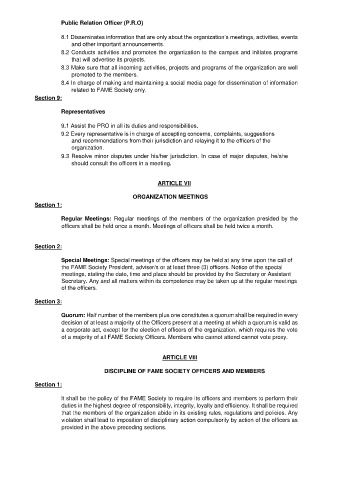 Public Relation Officer (P.R.O)
8.1 Disseminates information that are only about the organization's meetings, activities, events
and other important announcements.
8.2 Conducts activities and promotes the organization to the campus and initiates programs
that will advertise its projects.
8.3 Make sure that all incoming activities, projects and programs of the organization are well
promoted to the members.
8.4 In charge of making and maintaining a social media page for dissemination of information
related to FAME Society only.
Section 9:
Representatives
9.1 Assist the PRO in all its duties and responsibilities.
9.2 Every representative is in charge of accepting concerns, complaints, suggestions
and recommendations from their jurisdiction and relaying it to the officers of the
organization.
9.3 Resolve minor disputes under his/her jurisdiction. In case of major disputes, he/she
should consult the officers in a meeting.
ARTICLE VII
ORGANIZATION MEETINGS
Section 1:
Regular Meetings: Regular meetings of the members of the organization presided by the
officers shall be held once a month. Meetings of officers shall be held twice a month.
Section 2:
Special Meetings: Special meetings of the officers may be held at any time upon the call of
the FAME Society President, adviser/s or at least three (3) officers. Notice of the special
meetings, stating the date, time and place should be provided by the Secretary or Assistant
Secretary. Any and all matters within its competence may be taken up at the regular meetings
of the officers.
Section 3:
Quorum: Half number of the members plus one constitutes a quorum shall be required in every
decision of at least a majority of the Officers present at a meeting at which a quorum is valid as
a corporate act, except for the election of officers of the organization, which requires the vote
of a majority of all FAME Society Officers. Members who cannot attend cannot vote proxy.
ARTICLE VIII
DISCIPLINE OF FAME SOCIETY OFFICERS AND MEMBERS
Section 1:
It shall be the policy of the FAME Society to require its officers and members to perform their
duties in the highest degree of responsibility, integrity, loyalty and efficiency. It shall be required
that the members of the organization abide in its existing rules, regulations and policies. Any
violation shall lead to imposition of disciplinary action compulsorily by action of the officers as
provided in the above preceding sections.